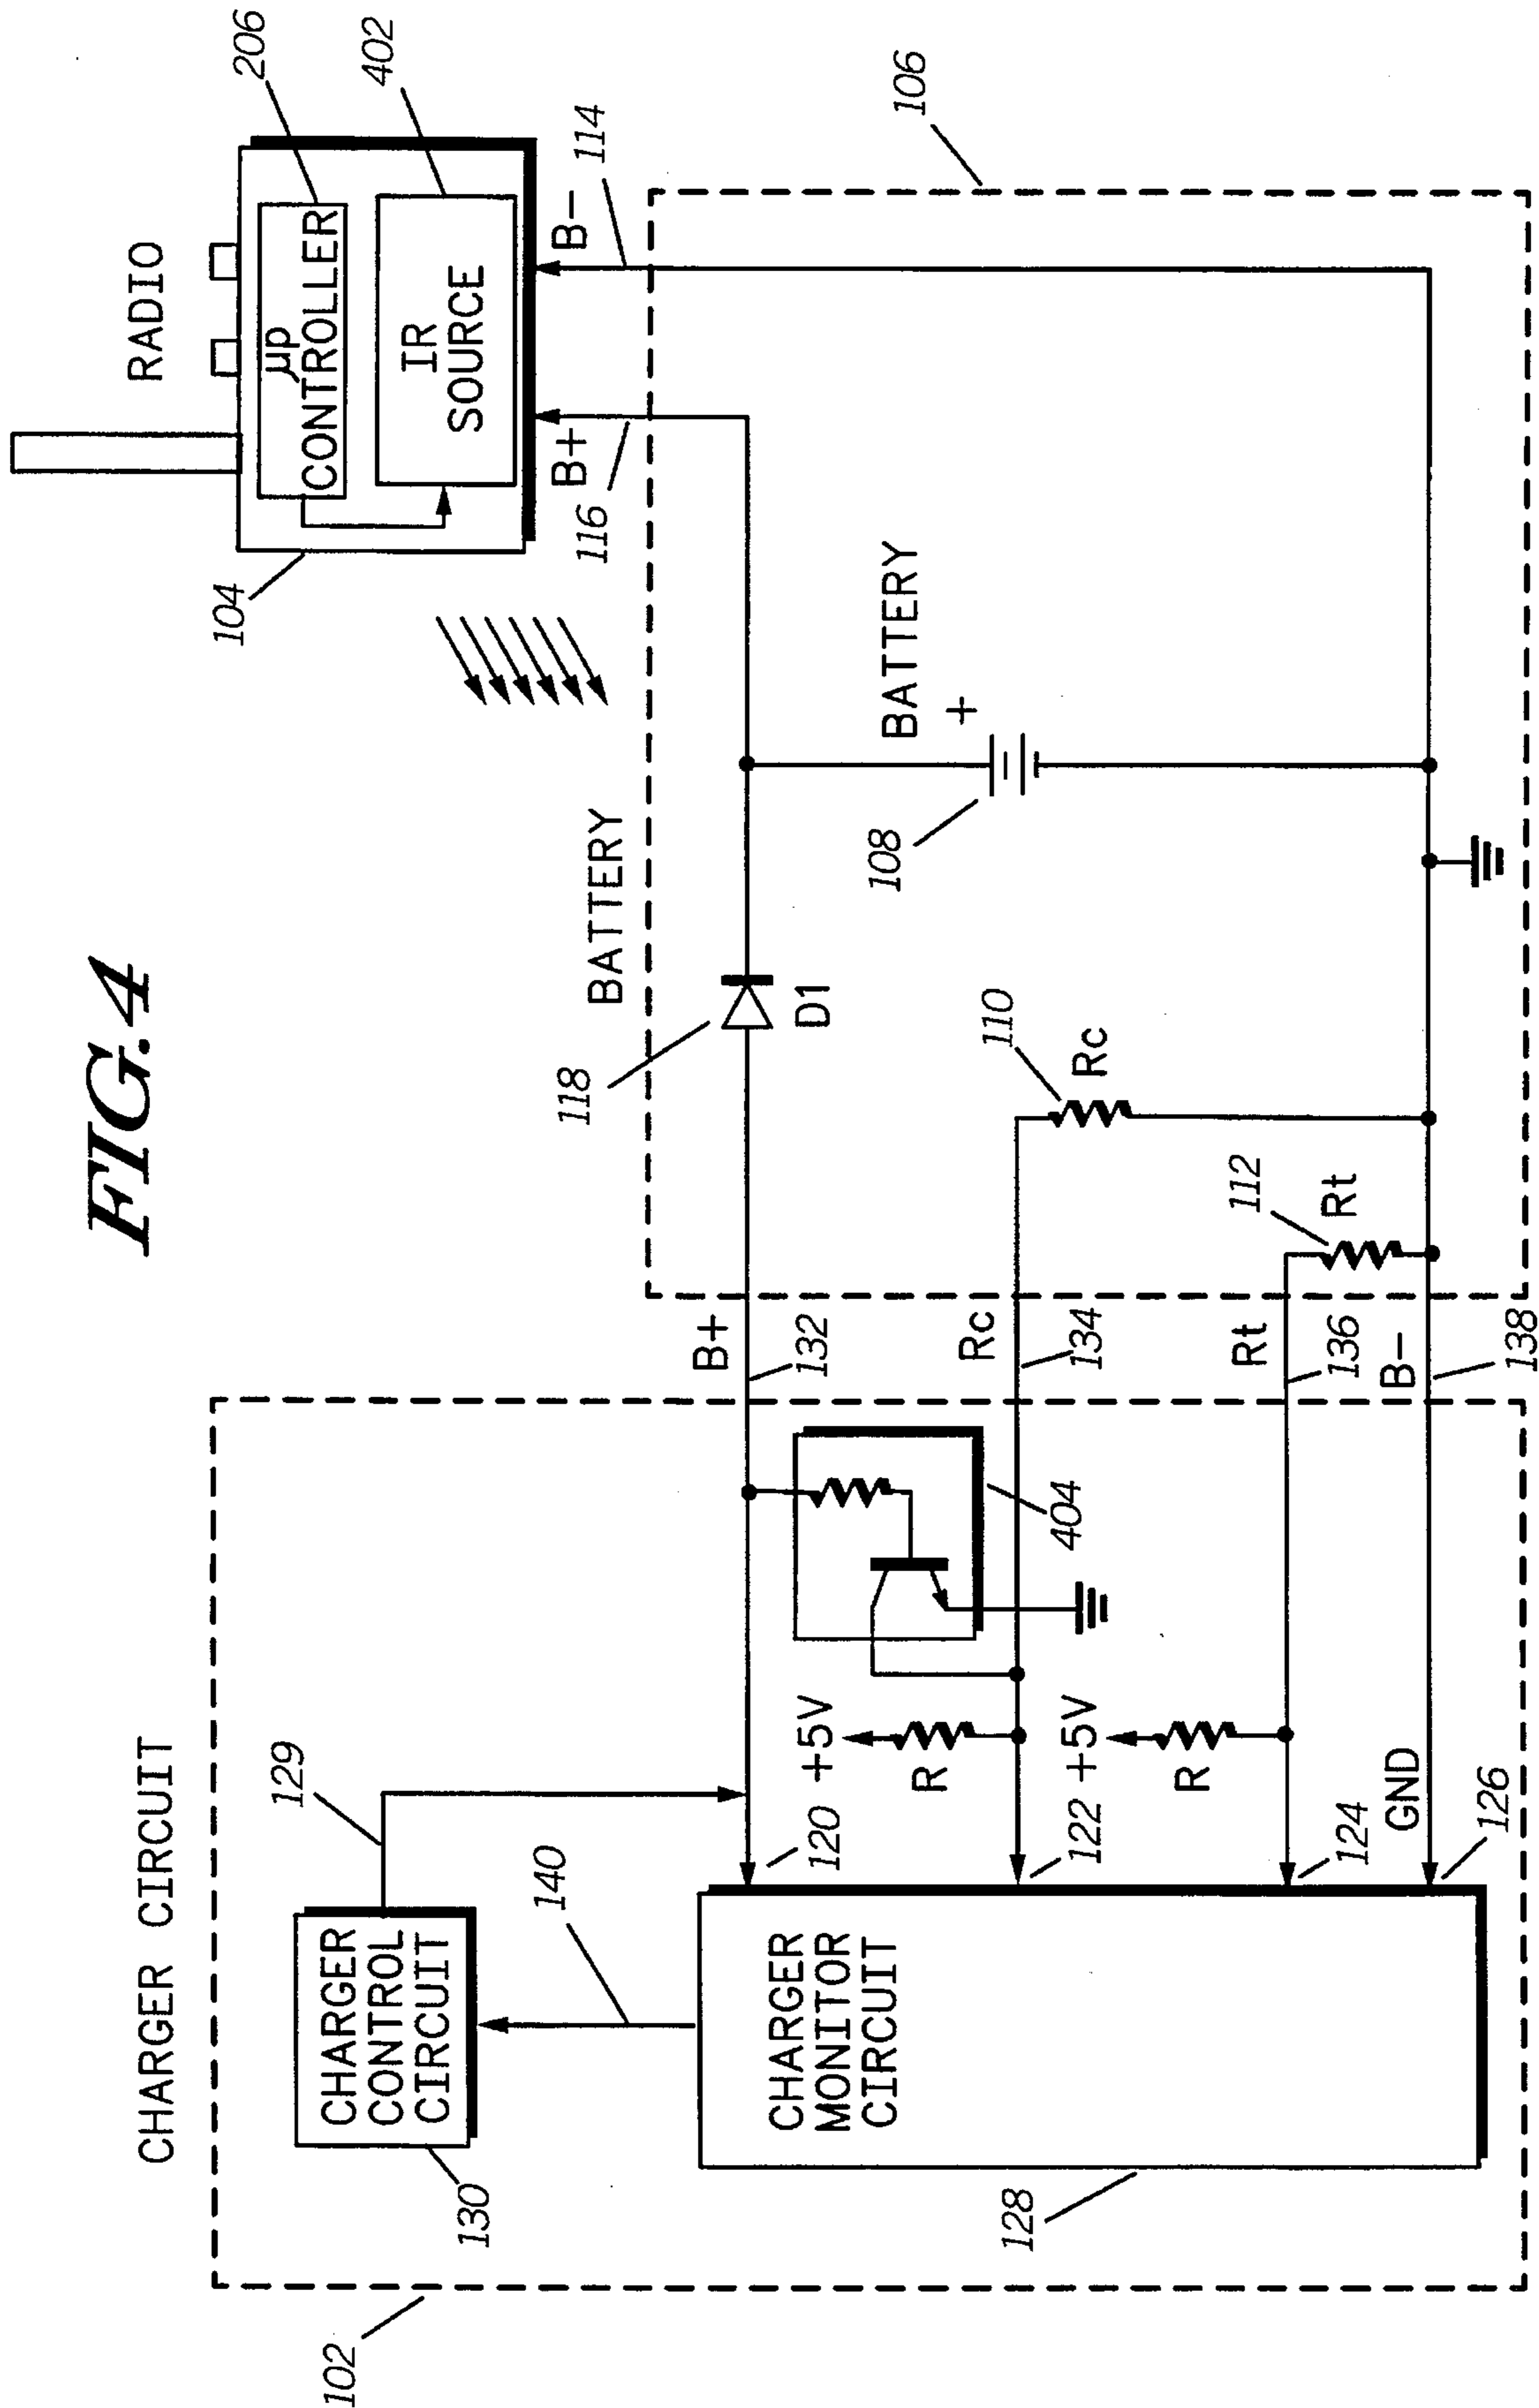 FIG.4
CHARGER CIRCUIT
102
130
CHARGER
CONTROL
CIRCUIT
129
140
128
CHARGER
MONITOR
CIRCUIT
120
+5V
R
122
+5V
R
124
GND
126
404
B+
132
Rc
134
Rt
136
B-
138
BATTERY
118
D1
110
Rc
112
Rt
108
BATTERY
+
106
RADIO
104
µp
CONTROLLER
206
IR
SOURCE
402
B+
116
B-
114